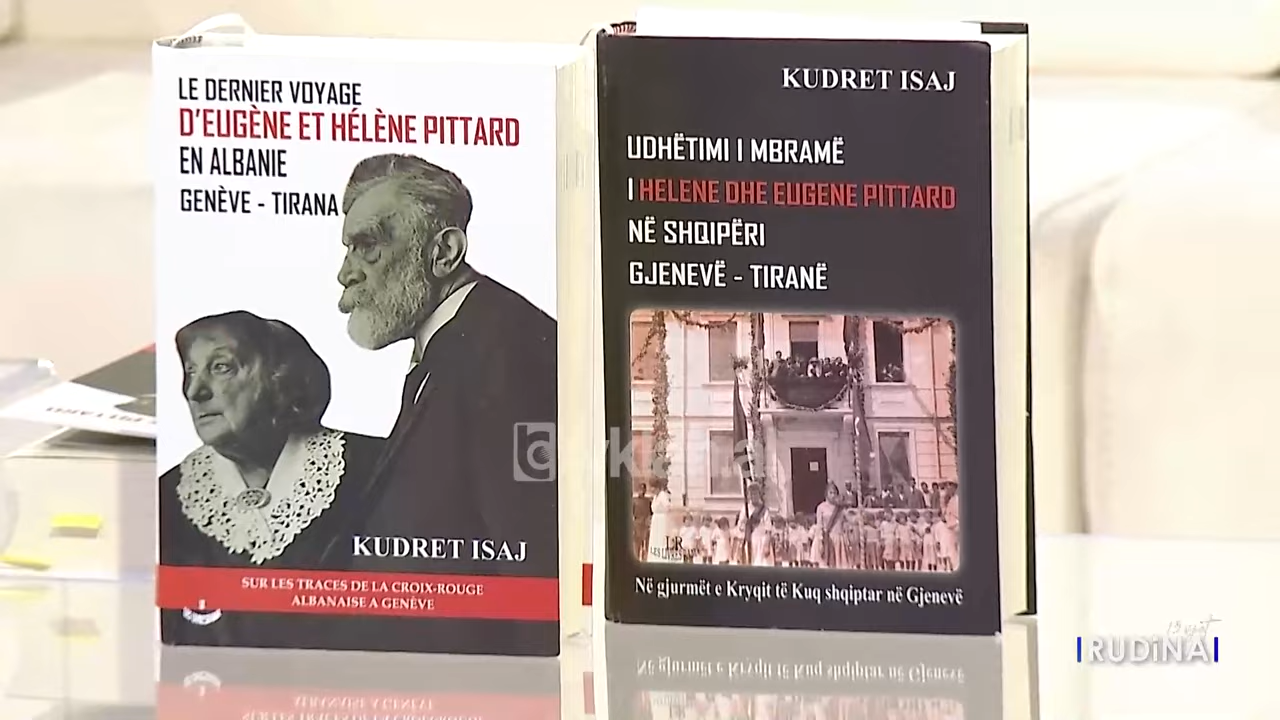 LE DERNIER VOYAGE
D'EUGÈNE ET HÉLÈNE PITTARD
EN ALBANIE
GENÈVE - TIRANA
KUDRET ISAJ
SUR LES TRACES DE LA CROIX-ROUGE
ALBANAISE A GENÈVE
KUDRET ISAJ
UDHËTIMI I MBRAMË
I HELENE DHE EUGENE PITTARD
NË SHQIPËRI
GJENEVË - TIRANË
Në gjurmët e Kryqit të Kuq shqiptar në Gjenevë
RUDiNA